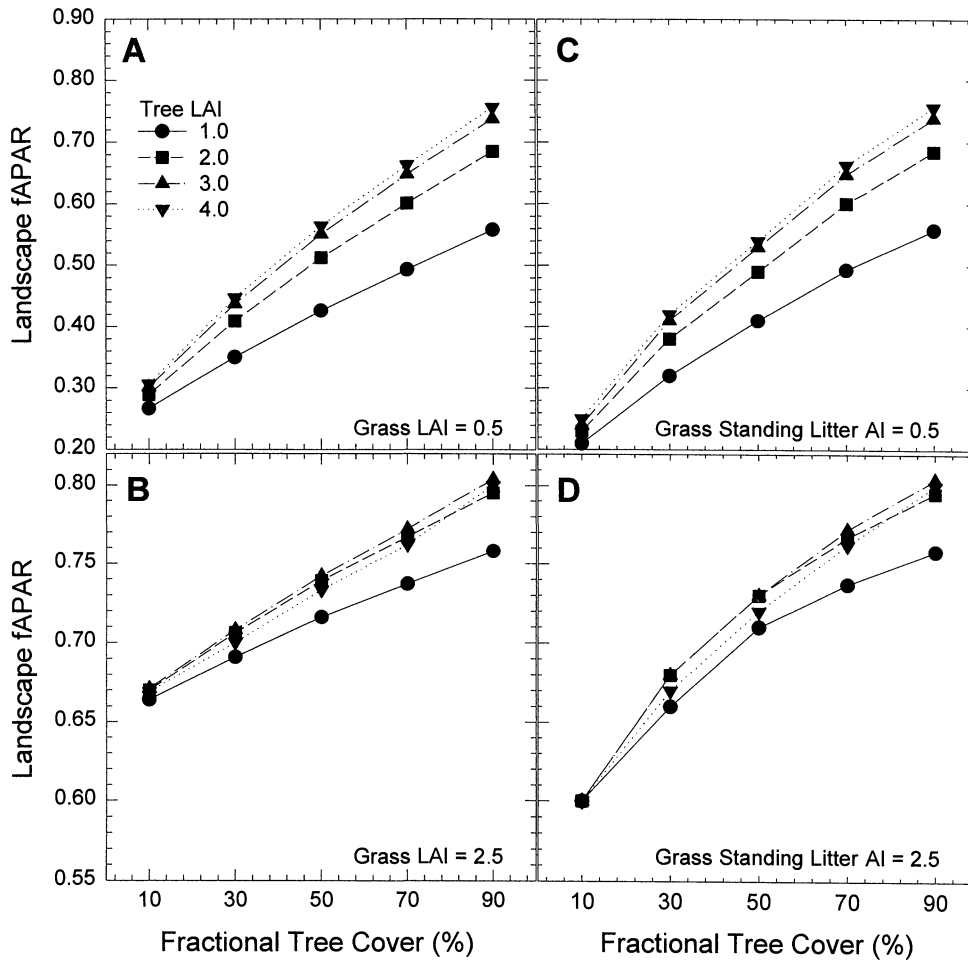 A
Tree LAI
1.0
2.0
3.0
4.0
0.90
0.80
0.70
0.60
0.50
0.40
0.30
0.20
Landscape fAPAR
Grass LAI = 0.5
C
Grass Standing Litter AI = 0.5
B
0.80
0.75
0.70
0.65
0.60
0.55
Landscape fAPAR
Grass LAI = 2.5
10 30 50 70 90
Fractional Tree Cover (%)
D
Grass Standing Litter AI = 2.5
10 30 50 70 90
Fractional Tree Cover (%)